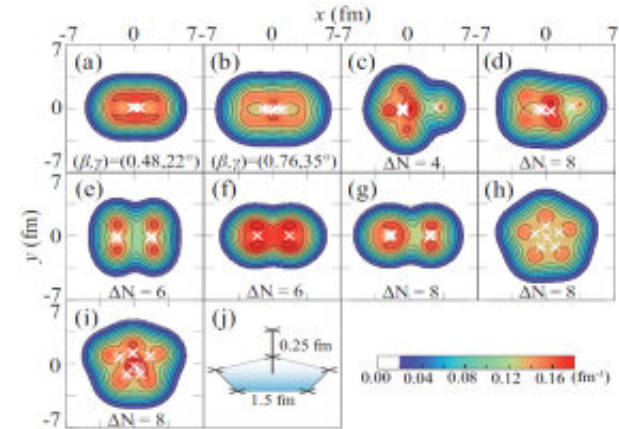 x (fm)
-7 0 7 -7 0 7 -7 0 7 -7 0 7
7
0
-7
(a)
(b)
(c)
(d)
(β,γ)=(0.48,22°)
(β,γ)=(0.76,35°)
ΔN = 4
ΔN = 8
y (fm)
7
0
-7
(e)
(f)
(g)
(h)
ΔN = 6
ΔN = 6
ΔN = 8
ΔN = 8
7
0
-7
(i)
(j)
0.25 fm
1.5 fm
ΔN = 8
0.00 0.04 0.08 0.12 0.16 (fm⁻³)